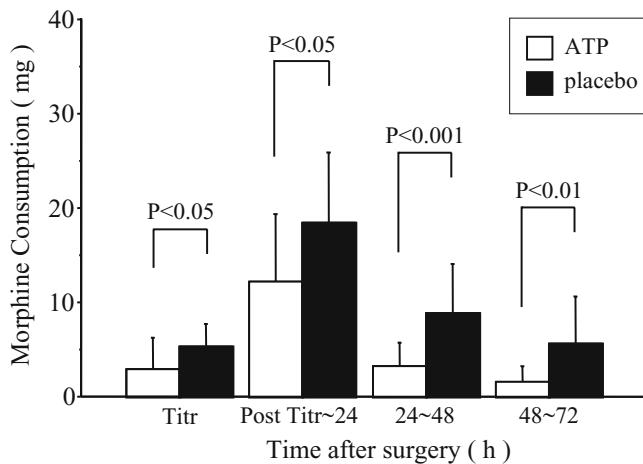 40
30
20
10
0
Morphine Consumption ( mg )
ATP
placebo
P<0.05
P<0.05
P<0.001
P<0.01
Titr
Post Titr~24
24~48
48~72
Time after surgery ( h )